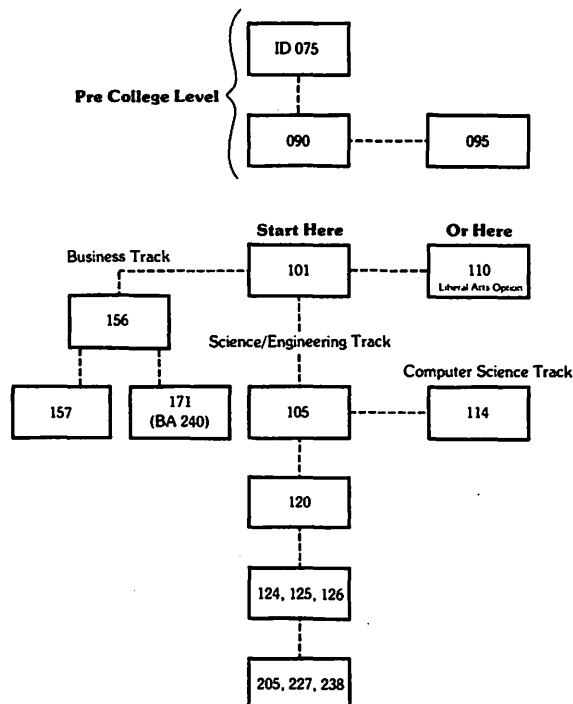 ID 075
Pre College Level
090
095
Start Here
Or Here
Business Track
101
110
Liberal Arts Option
156
Science/Engineering Track
Computer Science Track
157
171
(BA 240)
105
114
120
124, 125, 126
205, 227, 238